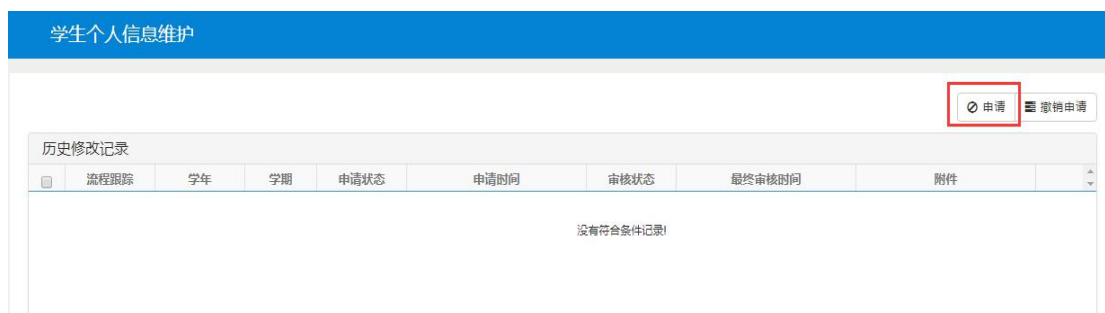 学生个人信息维护
申请 撤销申请
历史修改记录
流程跟踪 学年 学期 申请状态 申请时间 审核状态 最终审核时间 附件
没有符合条件记录!